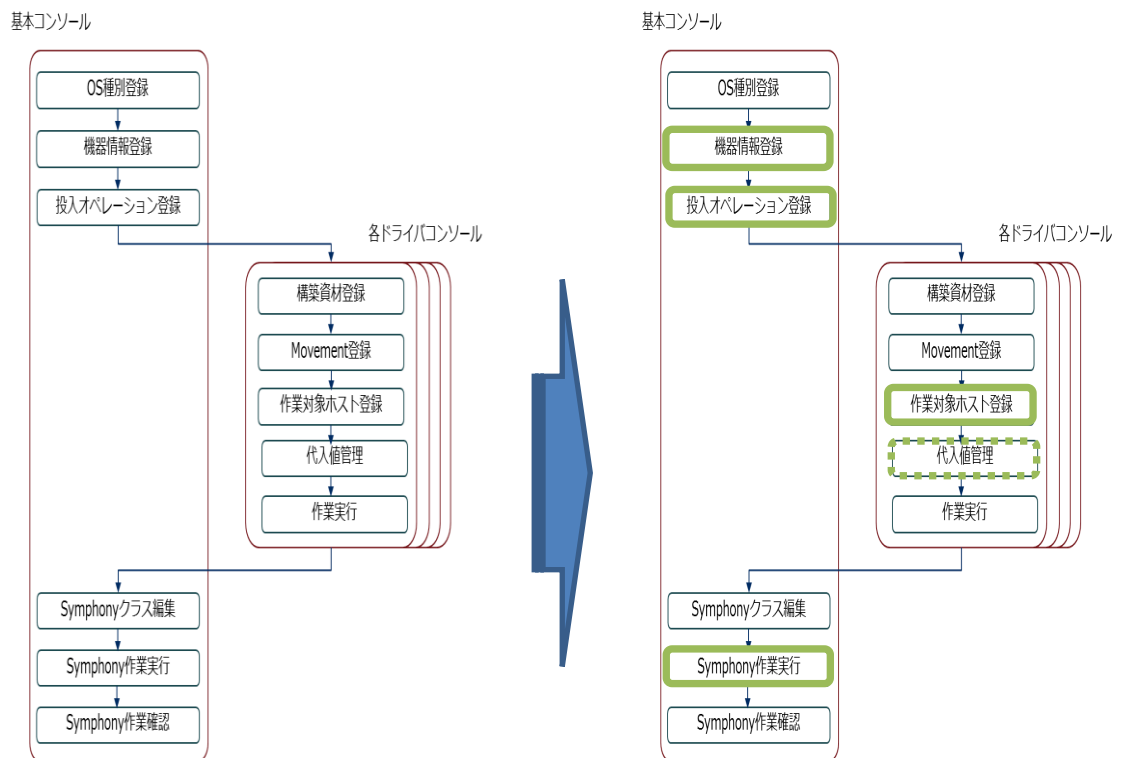 基本コンソール
OS種別登録
機器情報登録
投入オペレーション登録
各ドライバコンソール
構築資材登録
Movement登録
作業対象ホスト登録
代入値管理
作業実行
Symphonyクラス編集
Symphony作業実行
Symphony作業確認
基本コンソール
OS種別登録
機器情報登録
投入オペレーション登録
各ドライバコンソール
構築資材登録
Movement登録
作業対象ホスト登録
代入値管理
作業実行
Symphonyクラス編集
Symphony作業実行
Symphony作業確認